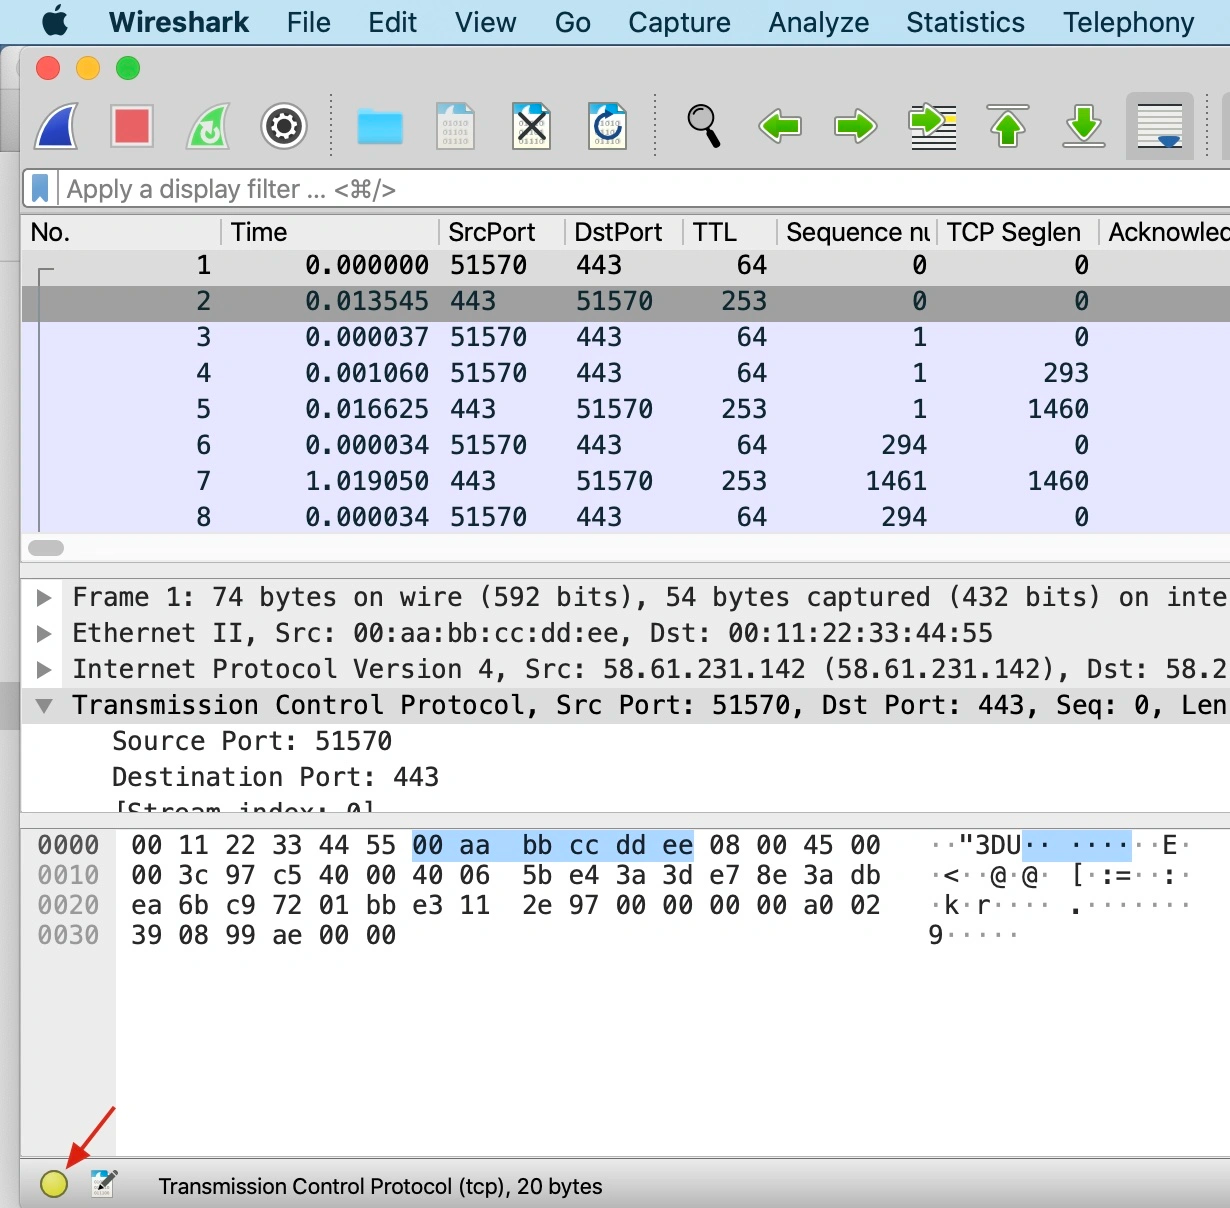 Wireshark File Edit View Go Capture Analyze Statistics Telephony
Apply a display filter ... <⌘/>
No. Time SrcPort DstPort TTL Sequence nu TCP Seglen Acknowled
1 0.000000 51570 443 64 0 0
2 0.013545 443 51570 253 0 0
3 0.000037 51570 443 64 1 0
4 0.001060 51570 443 64 1 293
5 0.016625 443 51570 253 1 1460
6 0.000034 51570 443 64 294 0
7 1.019050 443 51570 253 1461 1460
8 0.000034 51570 443 64 294 0
Frame 1: 74 bytes on wire (592 bits), 54 bytes captured (432 bits) on inte
Ethernet II, Src: 00:aa:bb:cc:dd:ee, Dst: 00:11:22:33:44:55
Internet Protocol Version 4, Src: 58.61.231.142 (58.61.231.142), Dst: 58.2
Transmission Control Protocol, Src Port: 51570, Dst Port: 443, Seq: 0, Len
Source Port: 51570
Destination Port: 443
[Stream index: 0]
0000 00 11 22 33 44 55 00 aa bb cc dd ee 08 00 45 00 ··"3DU·· ······E·
0010 00 3c 97 c5 40 00 40 06 5b e4 3a 3d e7 8e 3a db ·<··@·@· [·:=··:·
0020 ea 6b c9 72 01 bb e3 11 2e 97 00 00 00 00 a0 02 ·k·r···· .·······
0030 39 08 99 ae 00 00 9·····
Transmission Control Protocol (tcp), 20 bytes